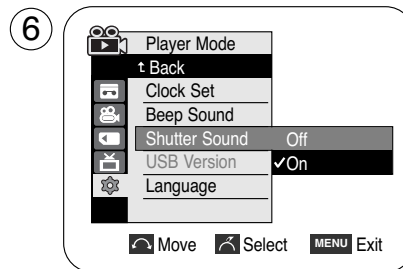 6
Player Mode
Back
Clock Set
Beep Sound
Shutter Sound Off
USB Version ✓On
Language
Move Select MENU Exit